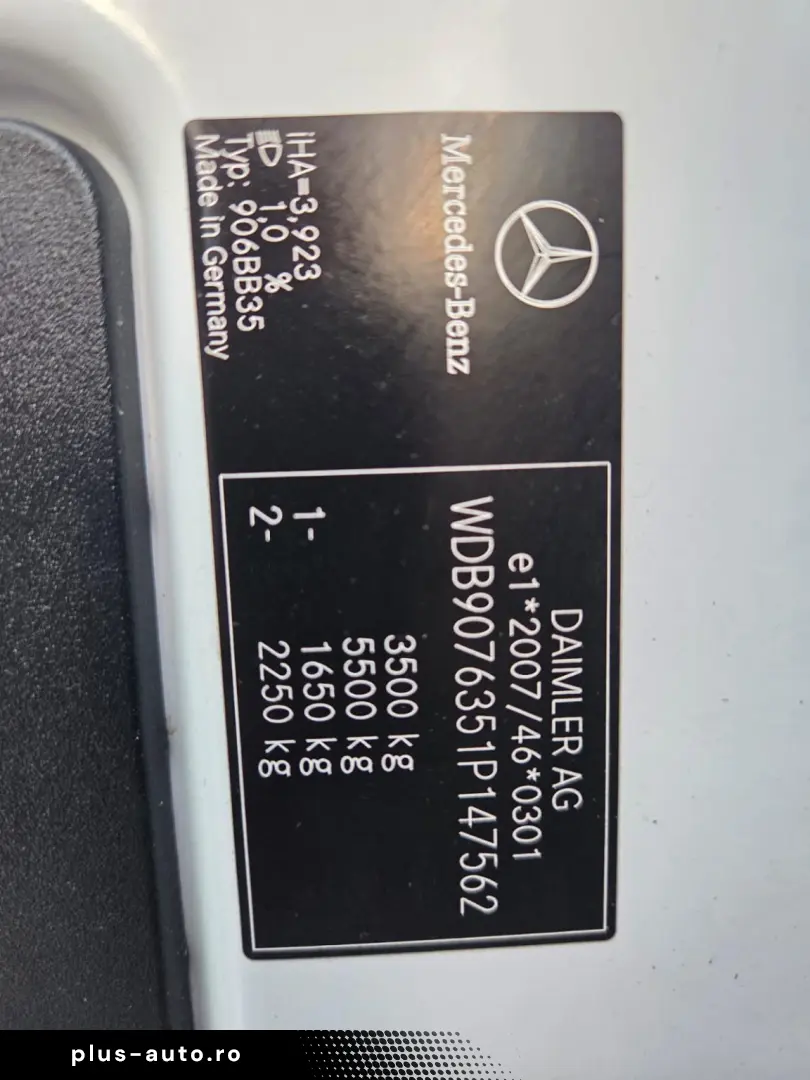 Mercedes-Benz
iHA=3,923
1,0 %
Typ: 906BB35
Made in Germany
DAIMLER AG
e1*2007/46*0301
WDB9076351P147562
3500 kg
5500 kg
1- 1650 kg
2- 2250 kg
plus-auto.ro